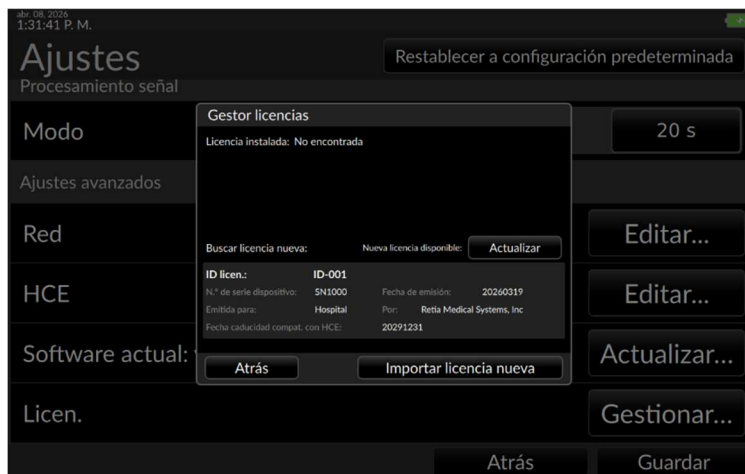 abr. 08, 2026
1:31:41 P. M.
Ajustes
Restablecer a configuración predeterminada
Procesamiento señal
Modo
20 s
Ajustes avanzados
Red
Editar...
HCE
Editar...
Software actual:
Actualizar...
Licen.
Gestionar...
Atrás
Guardar
Gestor licencias
Licencia instalada: No encontrada
Buscar licencia nueva:
Nueva licencia disponible:
Actualizar
ID licen.: ID-001
N.º de serie dispositivo: SN1000 Fecha de emisión: 20260319
Emitida para: Hospital Por: Retia Medical Systems, Inc
Fecha caducidad compat. con HCE: 20291231
Atrás
Importar licencia nueva